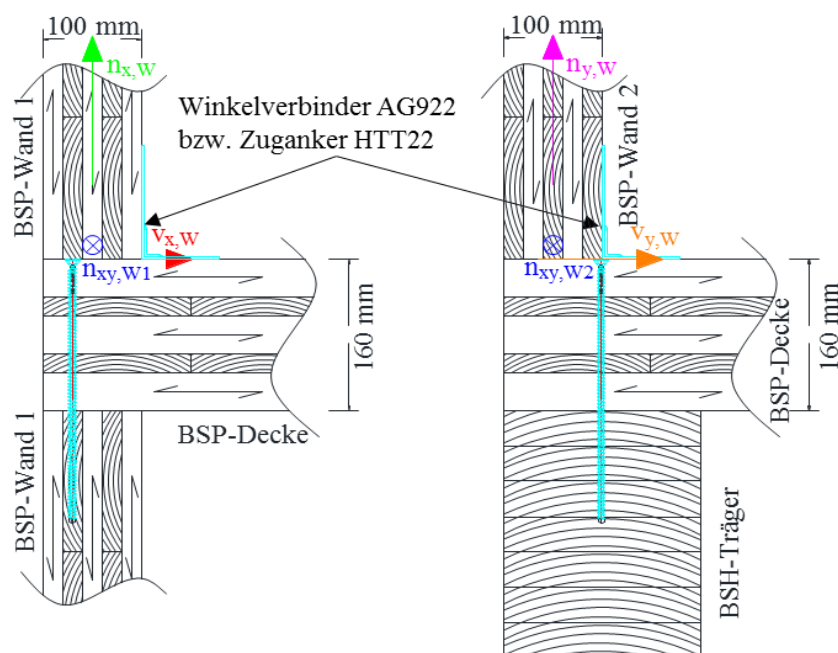 100 mm
100 mm
n_x,W
n_y,W
BSP-Wand 1
Winkelverbinder AG922
bzw. Zuganker HTT22
BSP-Wand 2
v_x,W
v_y,W
n_xy,W1
n_xy,W2
160 mm
160 mm
BSP-Decke
BSP-Decke
BSP-Wand 1
BSH-Träger